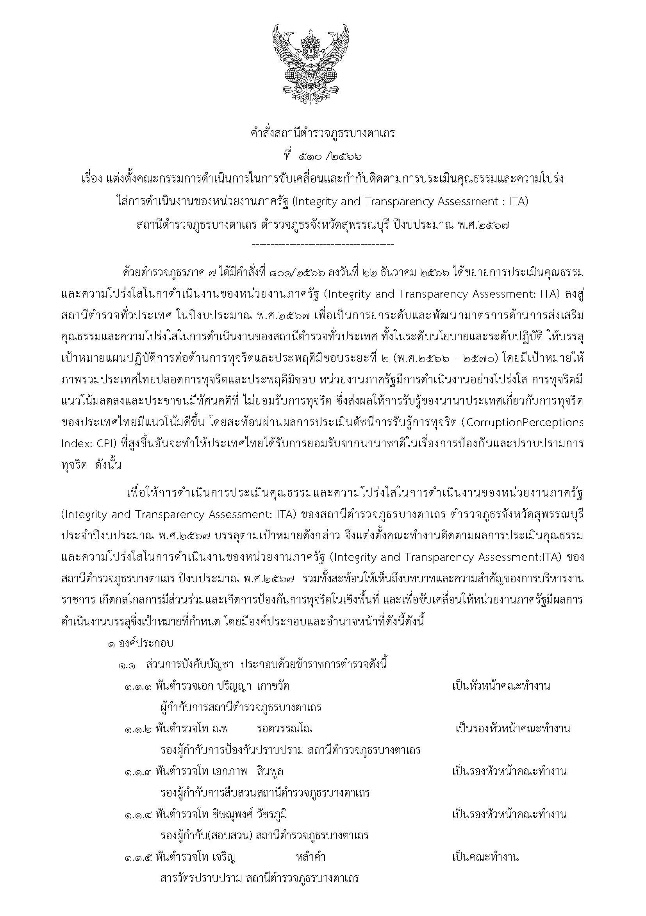 คำสั่งสถานีตำรวจภูธรบางตาเถร
ที่ ๕๑๐ /๒๕๖๖
เรื่อง แต่งตั้งคณะกรรมการดำเนินการในการขับเคลื่อนและกำกับติดตามการประเมินคุณธรรมและความโปร่ง
ใสการดำเนินงานของหน่วยงานภาครัฐ (Integrity and Transparency Assessment : ITA)
สถานีตำรวจภูธรบางตาเถร ตำรวจภูธรจังหวัดสุพรรณบุรี ปีงบประมาณ พ.ศ.๒๕๖๗
------------------------------------
ด้วยตำรวจภูธรภาค ๗ ได้มีคำสั่งที่ ๘๐๑/๒๕๖๖ ลงวันที่ ๒๒ ธันวาคม ๒๕๖๖ ได้ขยายการประเมินคุณธรรม
และความโปร่งใสในการดำเนินงานของหน่วยงานภาครัฐ (Integrity and Transparency Assessment: ITA) ลงสู่
สถานีตำรวจทั่วประเทศ ในปีงบประมาณ พ.ศ.๒๕๖๗ เพื่อเป็นการยกระดับและพัฒนามาตรการด้านการส่งเสริม
คุณธรรมและความโปร่งใสในการดำเนินงานของสถานีตำรวจทั่วประเทศ ทั้งในระดับนโยบายและระดับปฏิบัติ ให้บรรลุ
เป้าหมายแผนปฏิบัติการต่อต้านการทุจริตและประพฤติมิชอบระยะที่ ๒ (พ.ศ.๒๕๖๖ - ๒๕๗๐) โดยมีเป้าหมายให้
ภาพรวมประเทศไทยปลอดการทุจริตและประพฤติมิชอบ หน่วยงานภาครัฐมีการดำเนินงานอย่างโปร่งใส การทุจริตมี
แนวโน้มลดลงและประชาชนมีทัศนคติที่ ไม่ยอมรับการทุจริต ซึ่งส่งผลให้การรับรู้ของนานาประเทศเกี่ยวกับการทุจริต
ของประเทศไทยมีแนวโน้มดีขึ้น โดยสะท้อนผ่านผลการประเมินดัชนีการรับรู้การทุจริต (CorruptionPerceptions
Index: CPI) ที่สูงขึ้นอันจะทำให้ประเทศไทยได้รับการยอมรับจากนานาชาติในเรื่องการป้องกันและปราบปรามการ
ทุจริต ดังนั้น
เพื่อให้การดำเนินการประเมินคุณธรรมและความโปร่งใสในการดำเนินงานของหน่วยงานภาครัฐ
(Integrity and Transparency Assessment: ITA) ของสถานีตำรวจภูธรบางตาเถร ตำรวจภูธรจังหวัดสุพรรณบุรี
ประจำปีงบประมาณ พ.ศ.๒๕๖๗ บรรลุตามเป้าหมายดังกล่าว จึงแต่งตั้งคณะทำงานติดตามผลการประเมินคุณธรรม
และความโปร่งใสในการดำเนินงานของหน่วยงานภาครัฐ (Integrity and Transparency Assessment:ITA) ของ
สถานีตำรวจภูธรบางตาเถร ปีงบประมาณ พ.ศ.๒๕๖๗ รวมทั้งสะท้อนให้เห็นถึงบทบาทและความสำคัญของการบริหารงาน
ราชการ เกิดกลไกลการมีส่วนร่วมและเกิดการป้องกันการทุจริตในเชิงพื้นที่ และเพื่อขับเคลื่อนให้หน่วยงานภาครัฐมีผลการ
ดำเนินงานบรรลุซึ่งเป้าหมายที่กำหนด โดยมีองค์ประกอบและอำนาจหน้าที่ดังนี้ดังนี้
๑ องค์ประกอบ
๑.๑ ส่วนการบังคับบัญชา ประกอบด้วยข้าราชการตำรวจดังนี้
๑.๑.๑ พันตำรวจเอก ปริญญา เกาขวัด เป็นหัวหน้าคณะทำงาน
ผู้กำกับการสถานีตำรวจภูธรบางตาเถร
๑.๑.๒ พันตำรวจโท เป็นรองหัวหน้าคณะทำงาน
รองผู้กำกับการป้องกันปราบปราม สถานีตำรวจภูธรบางตาเถร
๑.๑.๓ พันตำรวจโท เอกภาพ สินพูล เป็นรองหัวหน้าคณะทำงาน
รองผู้กำกับการสืบสวนสถานีตำรวจภูธรบางตาเถร
๑.๑.๔ พันตำรวจโท ชิษณุพงศ์ วัชรภูมิ เป็นรองหัวหน้าคณะทำงาน
รองผู้กำกับ(สอบสวน) สถานีตำรวจภูธรบางตาเถร
๑.๑.๕ พันตำรวจโท เจริญ หล้าคำ เป็นคณะทำงาน
สารวัตรปราบปราม สถานีตำรวจภูธรบางตาเถร